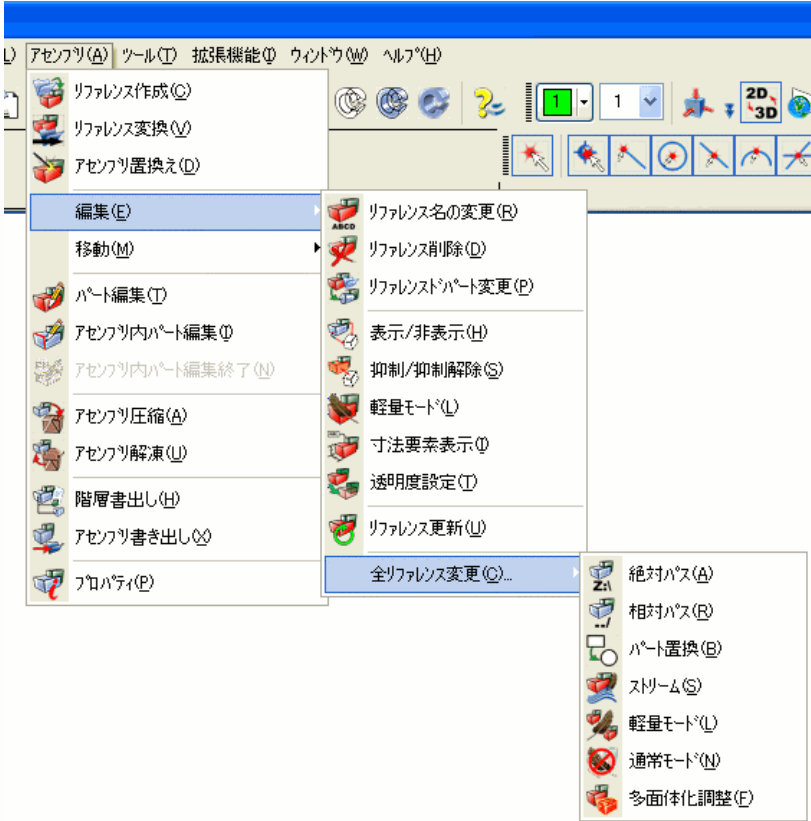 L) アセンブリ(A) ツール(T) 拡張機能(I) ウィンドウ(W) ヘルプ(H)
1 1 2D 3D
リファレンス作成(C)
リファレンス変換(V)
アセンブリ置換え(D)
編集(E)
移動(M)
パート編集(T)
アセンブリ内パート編集(I)
アセンブリ内パート編集終了(N)
アセンブリ圧縮(A)
アセンブリ解凍(U)
階層書出し(H)
アセンブリ書き出し(X)
プロパティ(P)
ABCD リファレンス名の変更(R)
リファレンス削除(D)
リファレンスドパート変更(P)
表示/非表示(H)
抑制/抑制解除(S)
軽量モード(L)
寸法要素表示(I)
透明度設定(T)
リファレンス更新(U)
全リファレンス変更(C)...
Z:\ 絶対パス(A)
../ 相対パス(R)
パート置換(B)
ストリーム(S)
軽量モード(L)
通常モード(N)
多面体化調整(F)